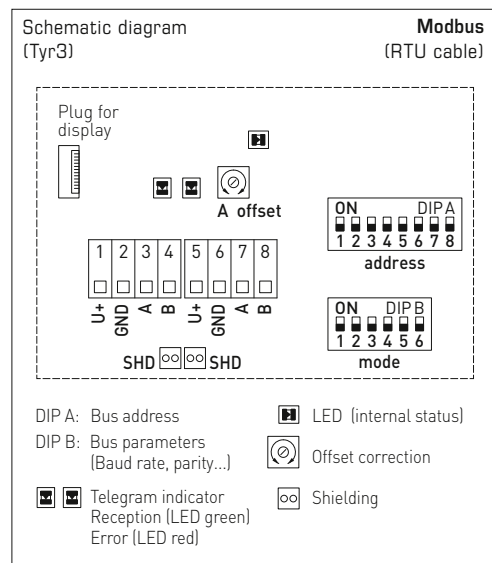 Schematic diagram
(Tyr3)
Modbus
(RTU cable)
Plug for
display
A offset
ON DIP A
1 2 3 4 5 6 7 8
address
1 2 3 4 5 6 7 8
U+ GND A B U+ GND A B
ON DIP B
1 2 3 4 5 6
mode
SHD SHD
DIP A: Bus address
DIP B: Bus parameters
(Baud rate, parity...)
Telegram indicator
Reception (LED green)
Error (LED red)
LED (internal status)
Offset correction
Shielding